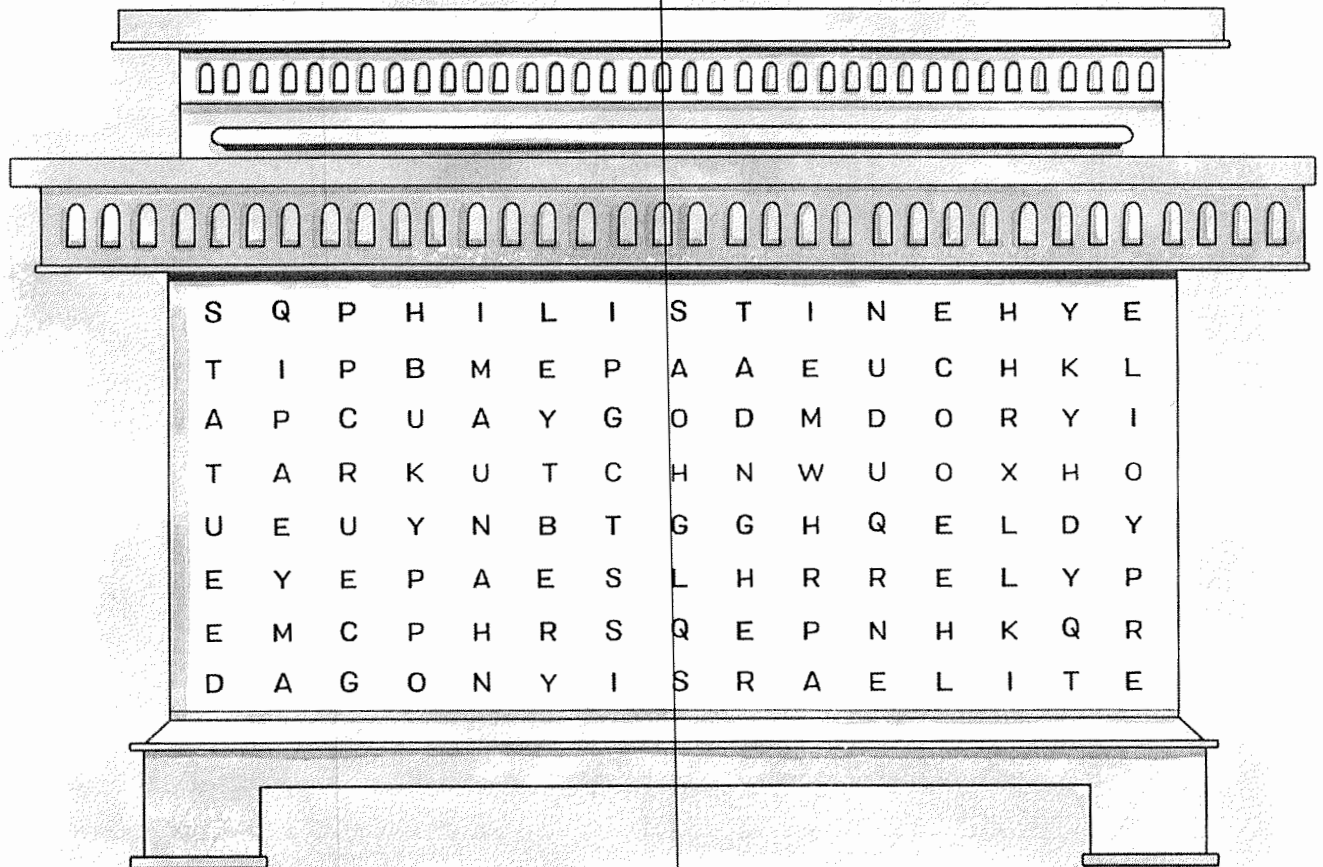 S Q P H I L I S T I N E H Y E
T I P B M E P A A E U C H K L
A P C U A Y G O D M D O R Y I
T A R K U T C H N W U O X H O
U E U Y N B T G G H Q E L D Y
E Y E P A E S L H R R E L Y P
E M C P H R S Q E P N H K Q R
D A G O N Y I S R A E L I T E